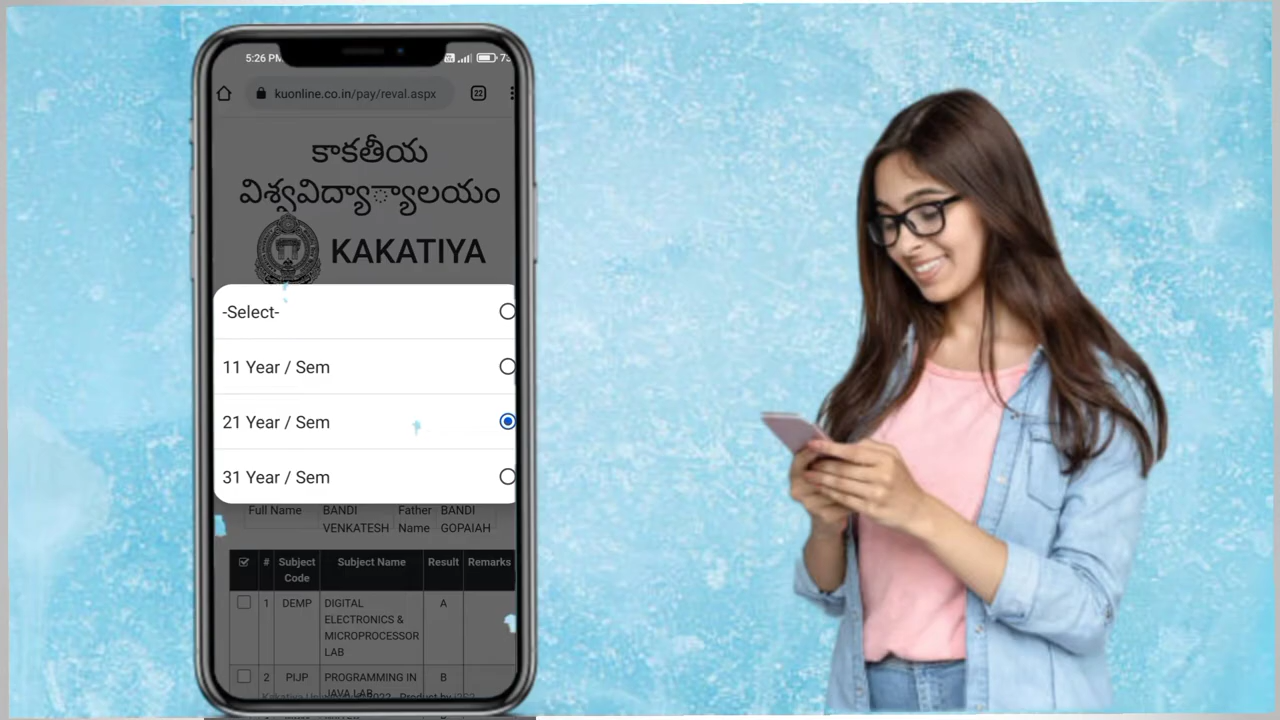 5:26 PM
kuonline.co.in/pay/reval.aspx
22
కాకతీయ
విశ్వవిద్యా్యాలయం
KAKATIYA
-Select-
11 Year / Sem
21 Year / Sem
31 Year / Sem
Full Name BANDI Father BANDI
VENKATESH Name GOPAIAH
# Subject Subject Name Result Remarks
Code
1 DEMP DIGITAL A
ELECTRONICS &
MICROPROCESSOR
LAB
2 PIJP PROGRAMMING IN B
JAVA LAB